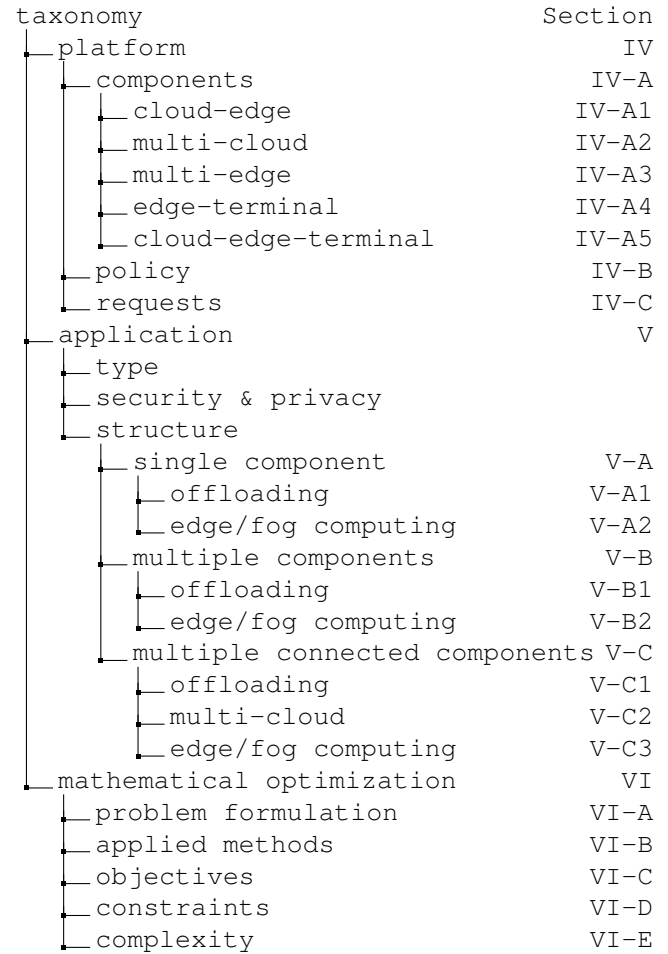 taxonomy Section
platform IV
components IV-A
cloud-edge IV-A1
multi-cloud IV-A2
multi-edge IV-A3
edge-terminal IV-A4
cloud-edge-terminal IV-A5
policy IV-B
requests IV-C
application V
type
security & privacy
structure
single component V-A
offloading V-A1
edge/fog computing V-A2
multiple components V-B
offloading V-B1
edge/fog computing V-B2
multiple connected components V-C
offloading V-C1
multi-cloud V-C2
edge/fog computing V-C3
mathematical optimization VI
problem formulation VI-A
applied methods VI-B
objectives VI-C
constraints VI-D
complexity VI-E